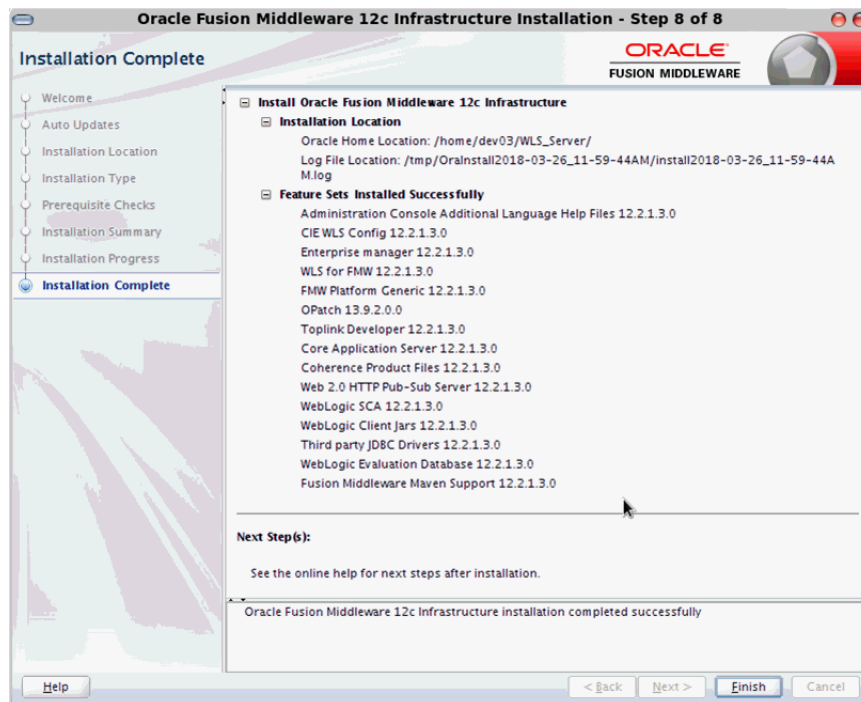 Oracle Fusion Middleware 12c Infrastructure Installation - Step 8 of 8
Installation Complete
ORACLE
FUSION MIDDLEWARE
Welcome
Auto Updates
Installation Location
Installation Type
Prerequisite Checks
Installation Summary
Installation Progress
Installation Complete
Install Oracle Fusion Middleware 12c Infrastructure
Installation Location
Oracle Home Location: /home/dev03/WLS_Server/
Log File Location: /tmp/OraInstall2018-03-26_11-59-44AM/install2018-03-26_11-59-44A
M.log
Feature Sets Installed Successfully
Administration Console Additional Language Help Files 12.2.1.3.0
CIE WLS Config 12.2.1.3.0
Enterprise manager 12.2.1.3.0
WLS for FMW 12.2.1.3.0
FMW Platform Generic 12.2.1.3.0
OPatch 13.9.2.0.0
Toplink Developer 12.2.1.3.0
Core Application Server 12.2.1.3.0
Coherence Product Files 12.2.1.3.0
Web 2.0 HTTP Pub-Sub Server 12.2.1.3.0
WebLogic SCA 12.2.1.3.0
WebLogic Client Jars 12.2.1.3.0
Third party JDBC Drivers 12.2.1.3.0
WebLogic Evaluation Database 12.2.1.3.0
Fusion Middleware Maven Support 12.2.1.3.0
Next Step(s):
See the online help for next steps after installation.
Oracle Fusion Middleware 12c Infrastructure installation completed successfully
Help
< Back
Next >
Finish
Cancel